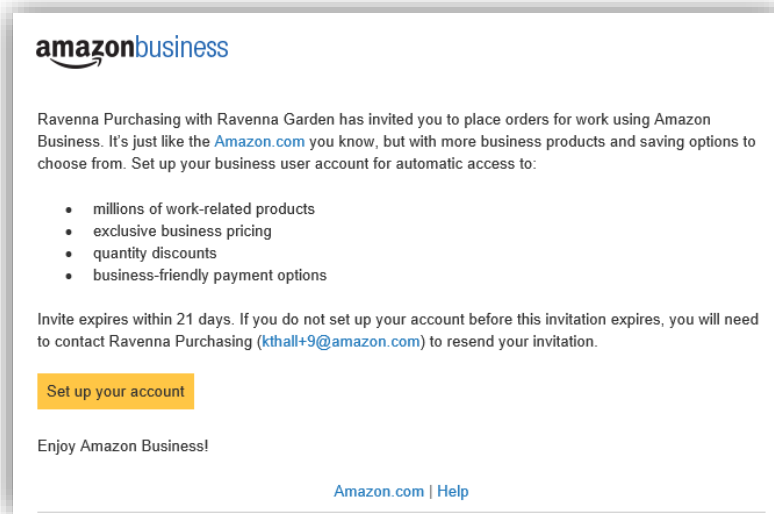 amazonbusiness
Ravenna Purchasing with Ravenna Garden has invited you to place orders for work using Amazon
Business. It's just like the Amazon.com you know, but with more business products and saving options to
choose from. Set up your business user account for automatic access to:
• millions of work-related products
• exclusive business pricing
• quantity discounts
• business-friendly payment options
Invite expires within 21 days. If you do not set up your account before this invitation expires, you will need
to contact Ravenna Purchasing (kthall+9@amazon.com) to resend your invitation.
Set up your account
Enjoy Amazon Business!
Amazon.com | Help